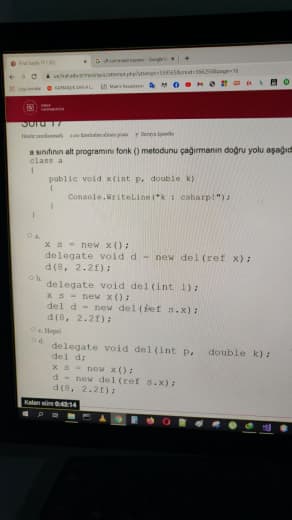 Soru 17
a sınıfının alt programını fonk () metodunu çağırmanın doğru yolu aşağıd
class a
{
public void x(int p, double k)
{
Console.WriteLine("k : csharp!");
}
}
a.
x s = new x();
delegate void d = new del(ref x);
d(8, 2.2f);
b.
delegate void del(int i);
x s = new x();
del d = new del(ref s.x);
d(8, 2.2f);
c. Hepsi
d.
delegate void del(int p, double k);
del d;
x s = new x();
d = new del(ref s.x);
d(8, 2.2f);
Kalan süre 0:43:14